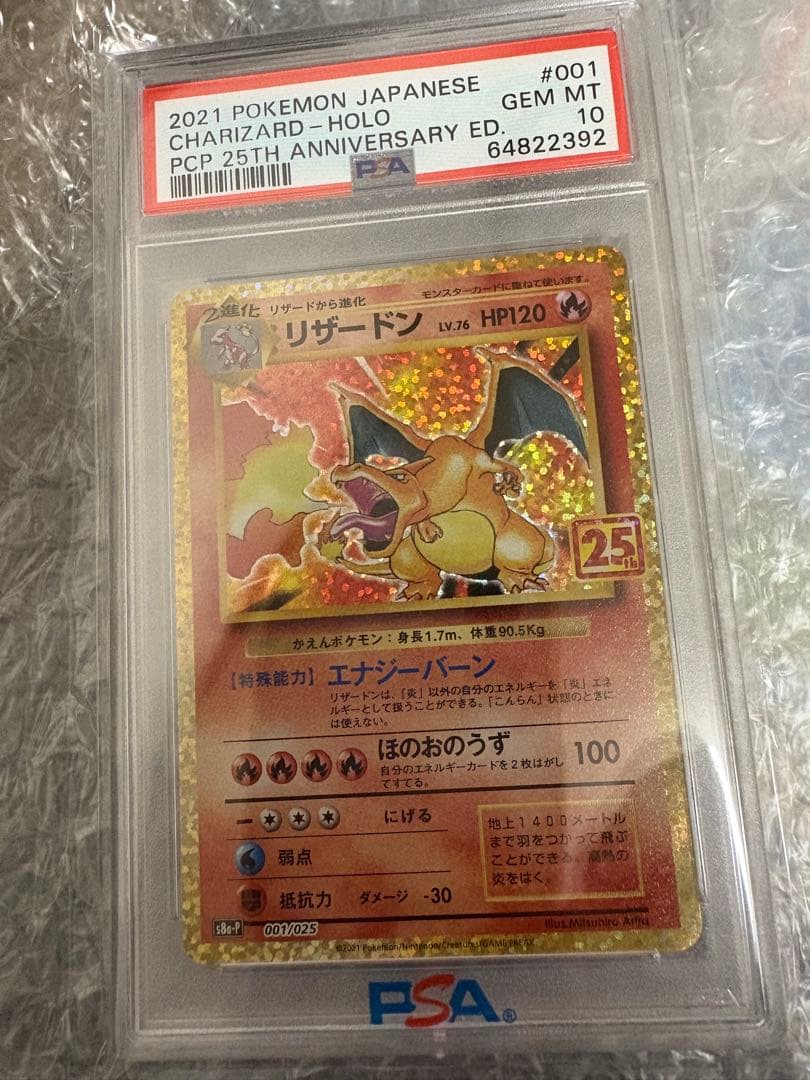 2021 POKEMON JAPANESE #001
CHARIZARD-HOLO GEM MT
PCP 25TH ANNIVERSARY ED. 10
64822392
PSA
2進化 リザードから進化 モンスターカードに重ねて使います。
リザードン LV.76 HP120
25th
かえんポケモン:身長1.7m、体重90.5Kg
【特殊能力】エナジーバーン
リザードンは、「炎」以外の自分のエネルギーを「炎」エネ
ルギーとして扱うことができる。「こんらん」状態のときに
は使えない。
ほのおのうず 100
自分のエネルギーカードを2枚はがし
てすてる。
ー にげる
弱点
抵抗力 ダメージ -30
地上1400メートル
まで羽をつかって飛ぶ
ことができる。高熱の
炎をはく。
Illus.Mitsuhiro Arita
s8a-P 001/025
©2021 Pokémon/Nintendo/Creatures/GAME FREAK
PSA®